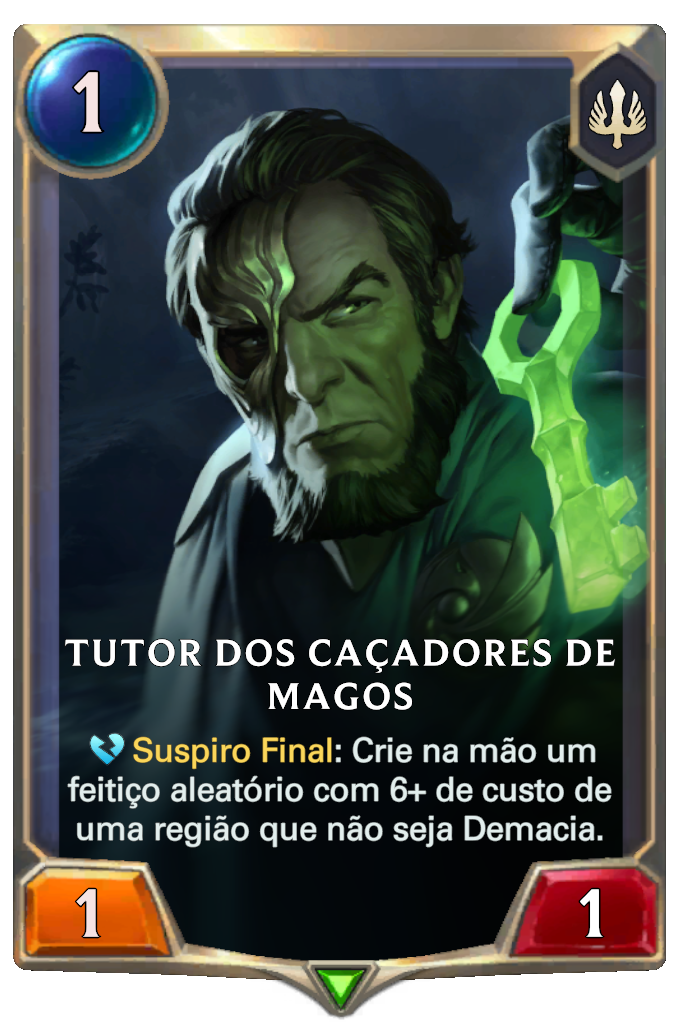 1
TUTOR DOS CAÇADORES DE
MAGOS
Suspiro Final: Crie na mão um
feitiço aleatório com 6+ de custo de
uma região que não seja Demacia.
1
1